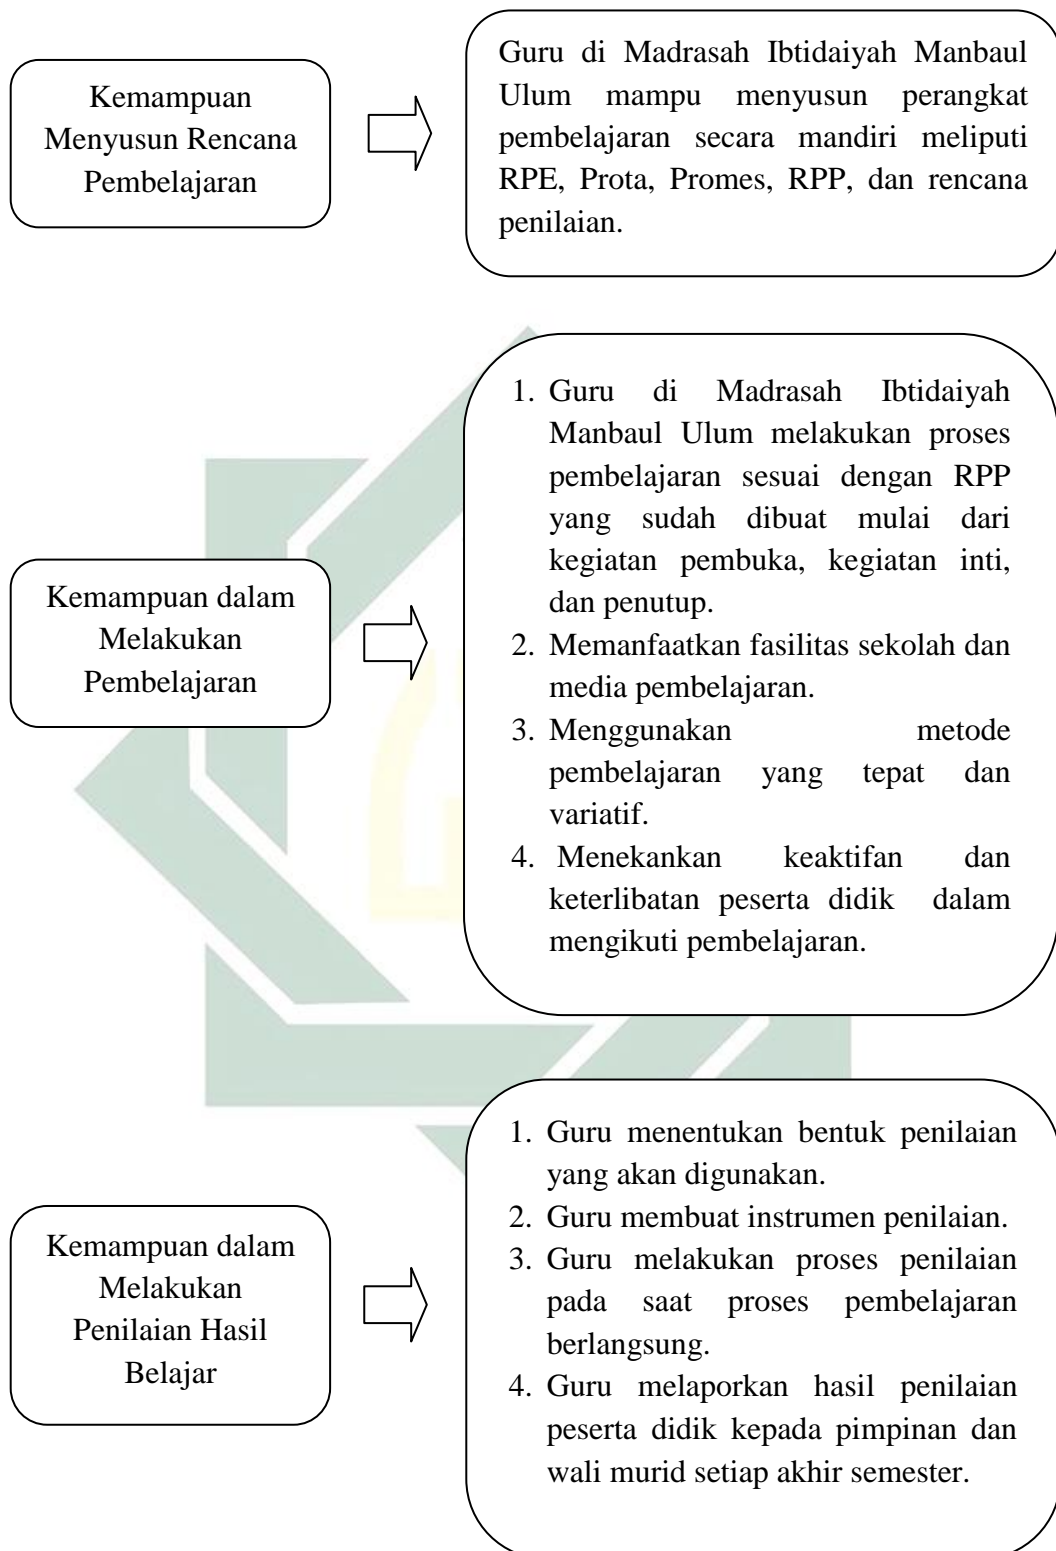 Kemampuan
Menyusun Rencana
Pembelajaran
Guru di Madrasah Ibtidaiyah Manbaul
Ulum mampu menyusun perangkat
pembelajaran secara mandiri meliputi
RPE, Prota, Promes, RPP, dan rencana
penilaian.
Kemampuan dalam
Melakukan
Pembelajaran
1. Guru di Madrasah Ibtidaiyah
Manbaul Ulum melakukan proses
pembelajaran sesuai dengan RPP
yang sudah dibuat mulai dari
kegiatan pembuka, kegiatan inti,
dan penutup.
2. Memanfaatkan fasilitas sekolah dan
media pembelajaran.
3. Menggunakan metode
pembelajaran yang tepat dan
variatif.
4. Menekankan keaktifan dan
keterlibatan peserta didik dalam
mengikuti pembelajaran.
Kemampuan dalam
Melakukan
Penilaian Hasil
Belajar
1. Guru menentukan bentuk penilaian
yang akan digunakan.
2. Guru membuat instrumen penilaian.
3. Guru melakukan proses penilaian
pada saat proses pembelajaran
berlangsung.
4. Guru melaporkan hasil penilaian
peserta didik kepada pimpinan dan
wali murid setiap akhir semester.